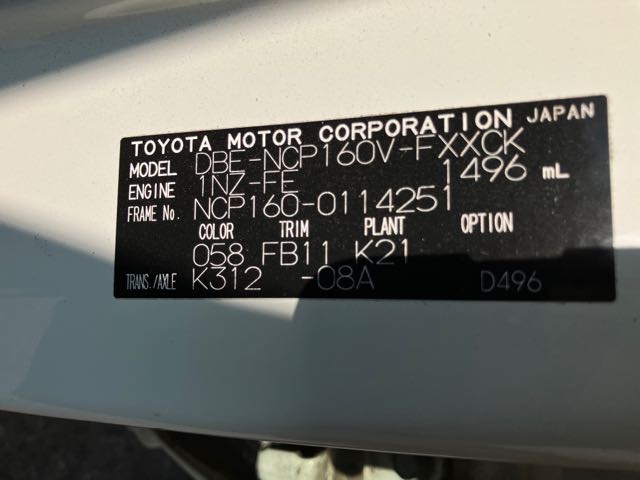 TOYOTA MOTOR CORPORATION JAPAN
MODEL DBE-NCP160V-FXXCK
ENGINE 1NZ-FE 1496 mL
FRAME No. NCP160-0114251
COLOR TRIM PLANT OPTION
058 FB11 K21
TRANS./AXLE K312 -08A D496